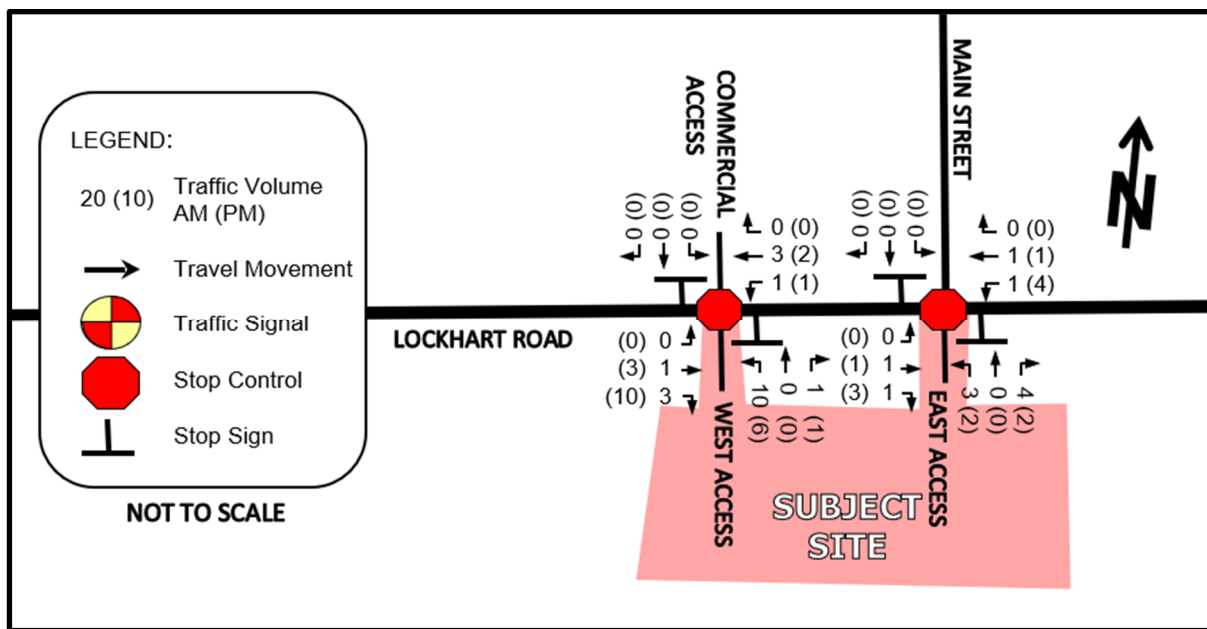 LEGEND:
20 (10) Traffic Volume
AM (PM)
Travel Movement
Traffic Signal
Stop Control
Stop Sign
NOT TO SCALE
LOCKHART ROAD
COMMERCIAL
ACCESS
0 (0)
0 (0)
0 (0)
0 (0)
3 (2)
1 (1)
(0) 0
(3) 1
(10) 3
10 (6)
0 (0)
1 (1)
WEST ACCESS
MAIN STREET
0 (0)
0 (0)
0 (0)
0 (0)
1 (1)
1 (4)
(0) 0
(1) 1
(3) 1
3 (2)
0 (0)
4 (2)
EAST ACCESS
N
SUBJECT
SITE